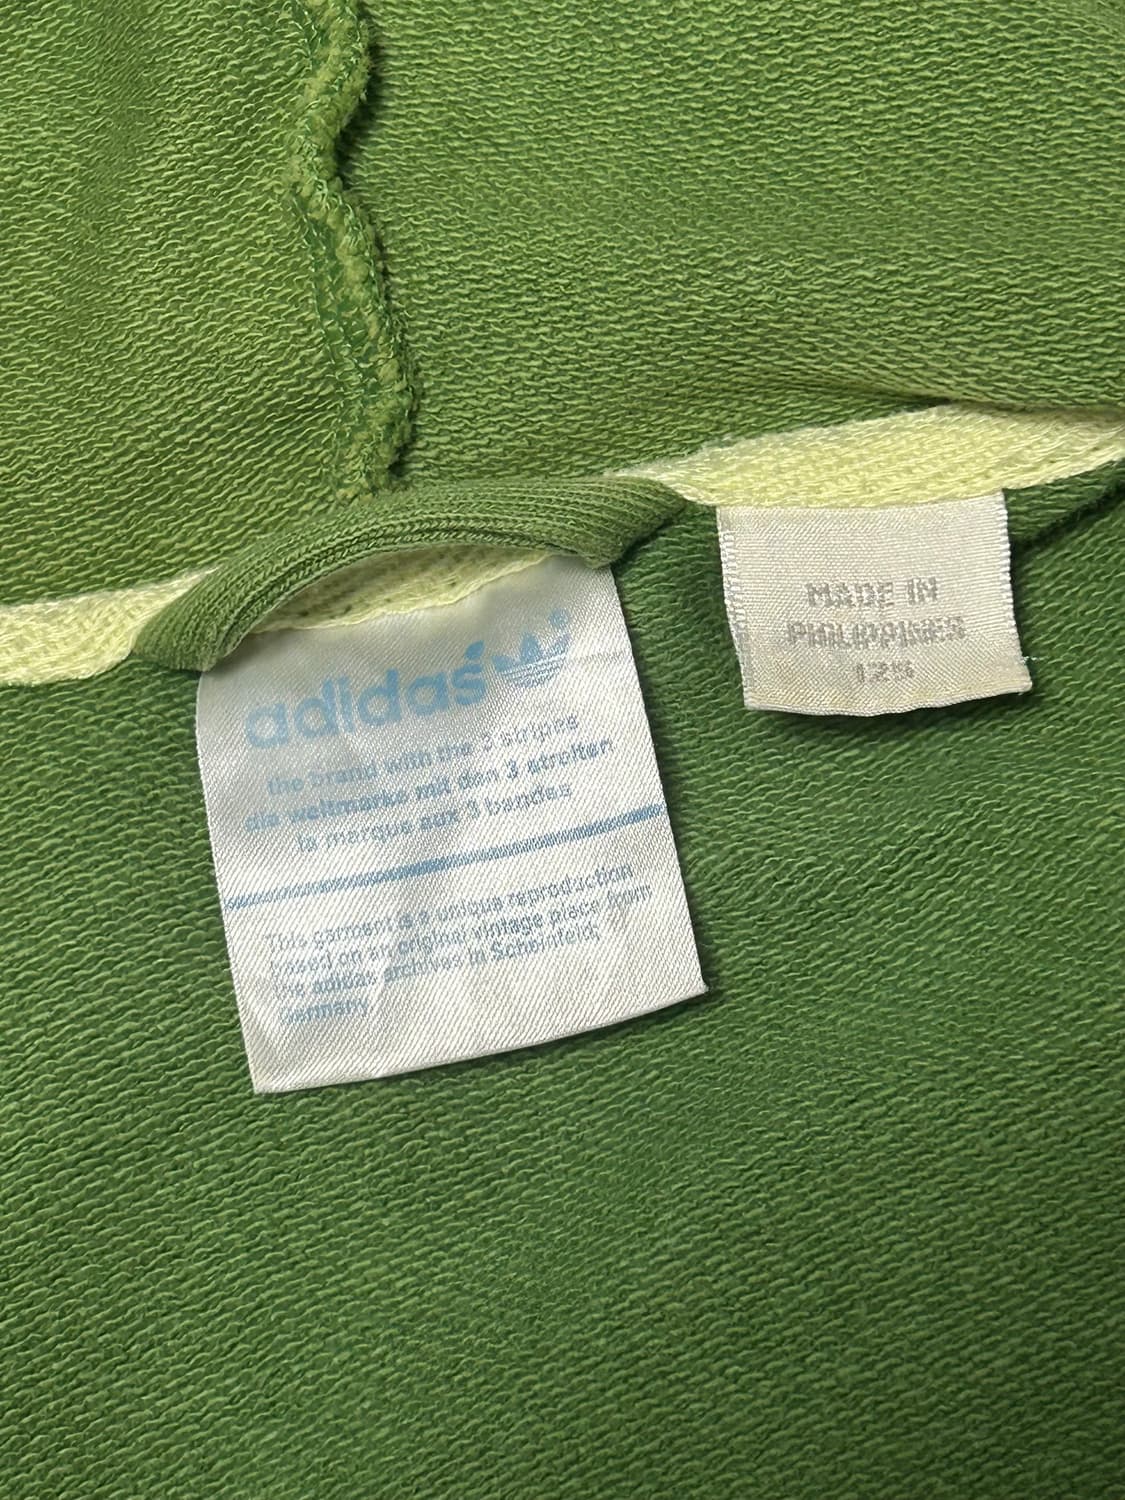 adidas
the brand with the 3 stripes
die weltmarke mit den 3 streifen
la marque aux 3 bandes
This garment is a unique reproduction
based on an original vintage piece from
the adidas archives in Scheinfeld,
Germany
MADE IN
PHILIPPINES
125